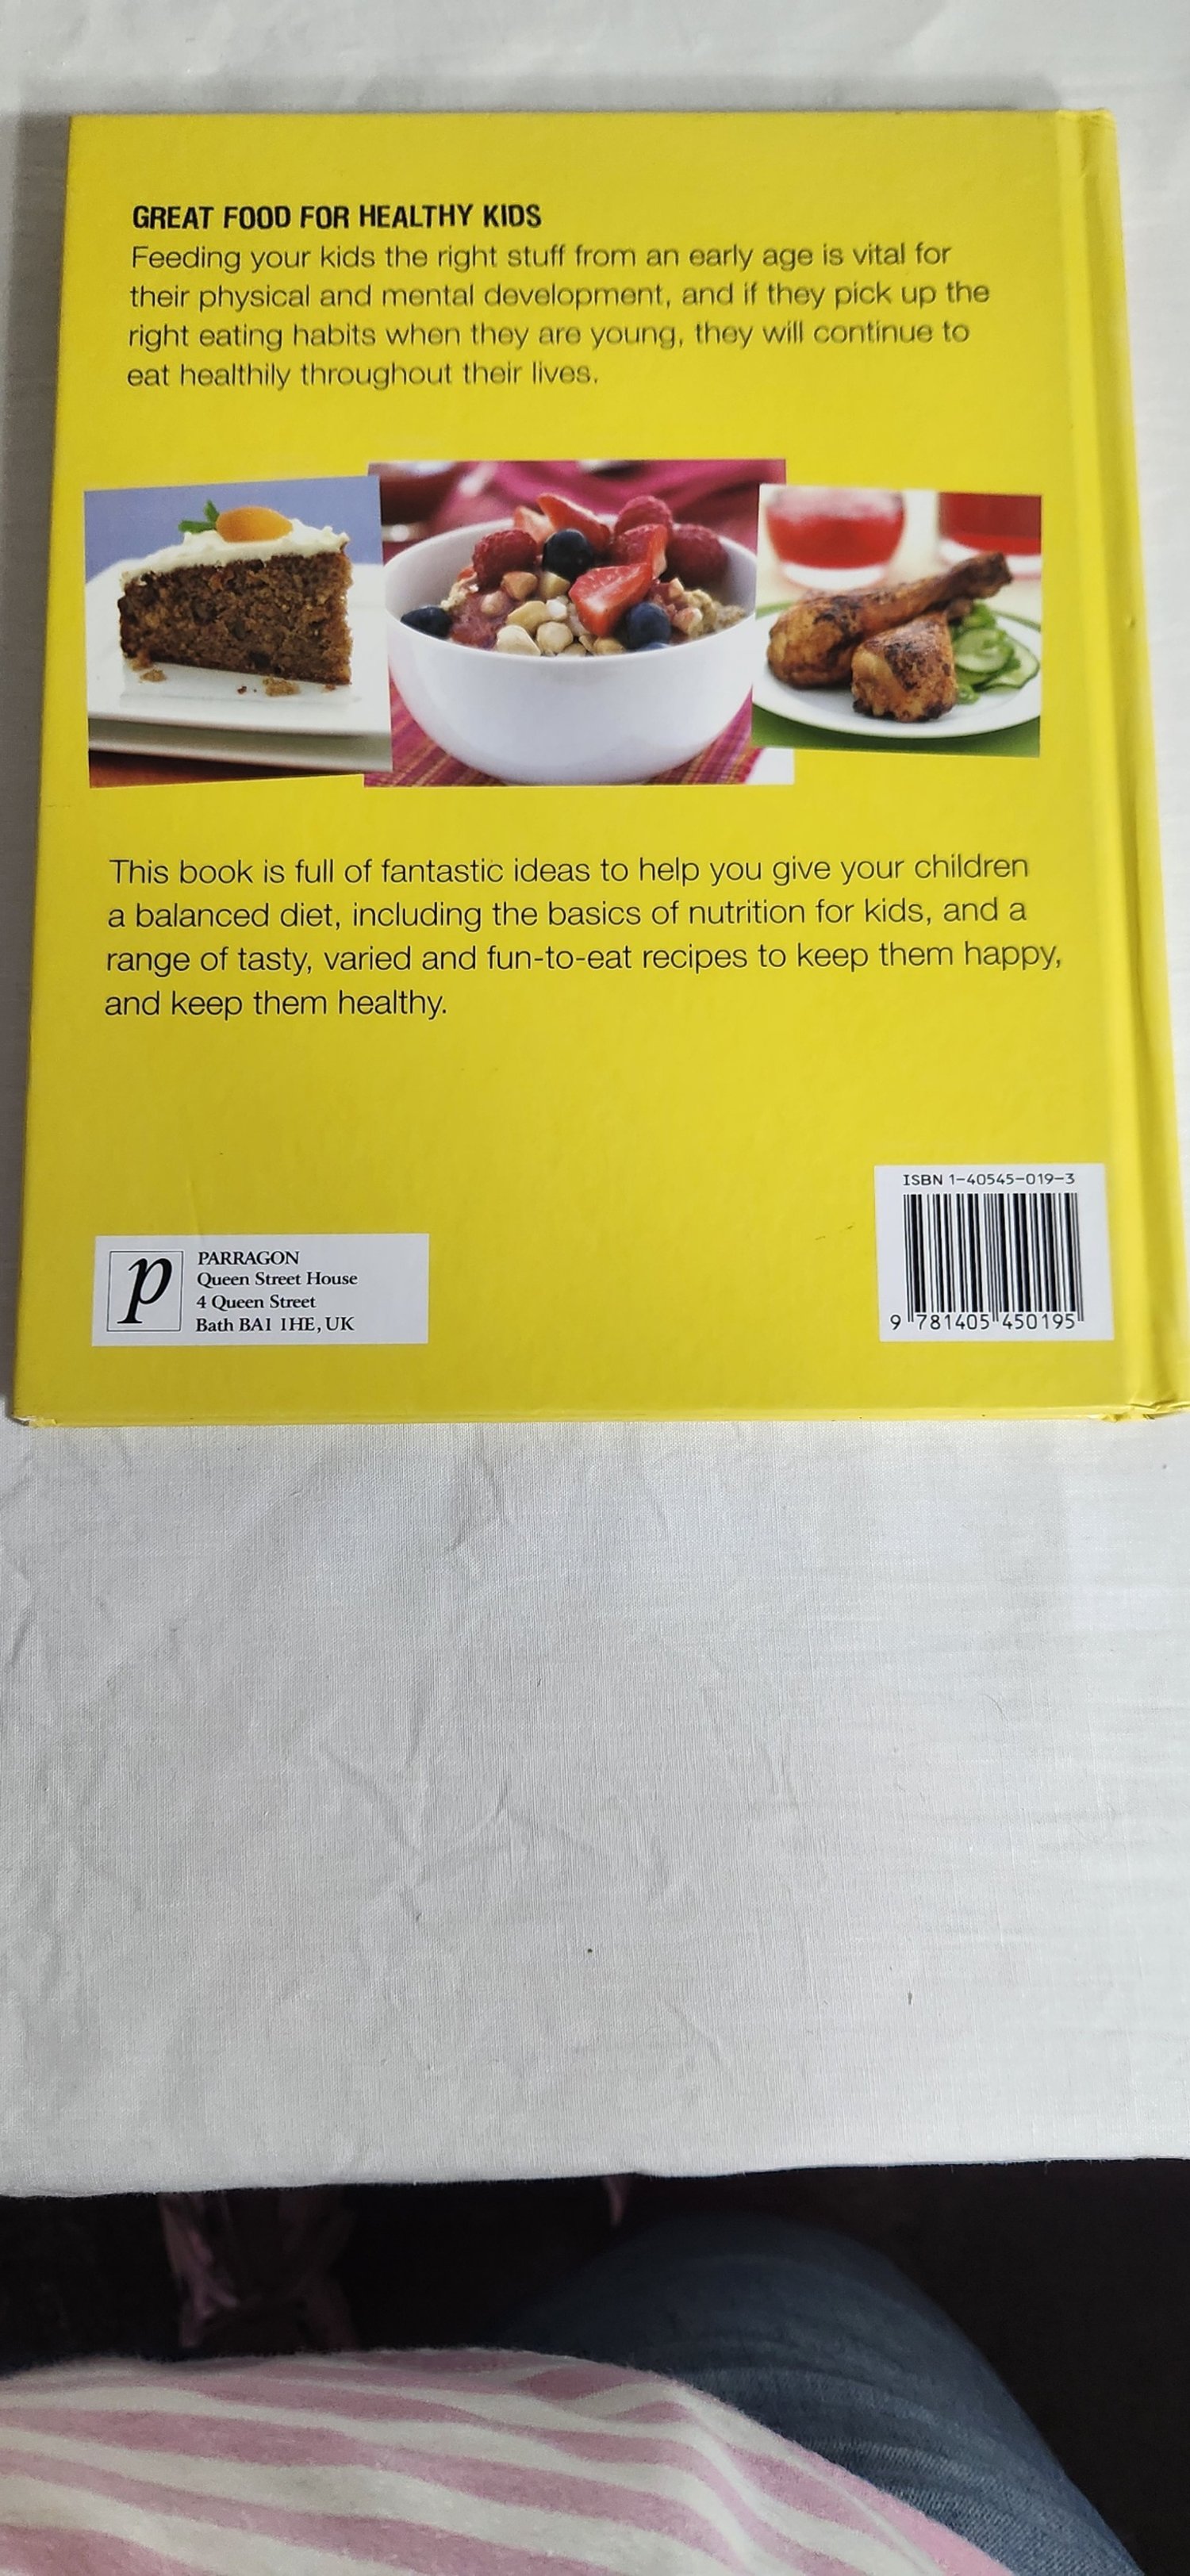 GREAT FOOD FOR HEALTHY KIDS
Feeding your kids the right stuff from an early age is vital for
their physical and mental development, and if they pick up the
right eating habits when they are young, they will continue to
eat healthily throughout their lives.
This book is full of fantastic ideas to help you give your children
a balanced diet, including the basics of nutrition for kids, and a
range of tasty, varied and fun-to-eat recipes to keep them happy,
and keep them healthy.
p
PARRAGON
Queen Street House
4 Queen Street
Bath BA1 1HE, UK
ISBN 1-40545-019-3
9 781405 450195